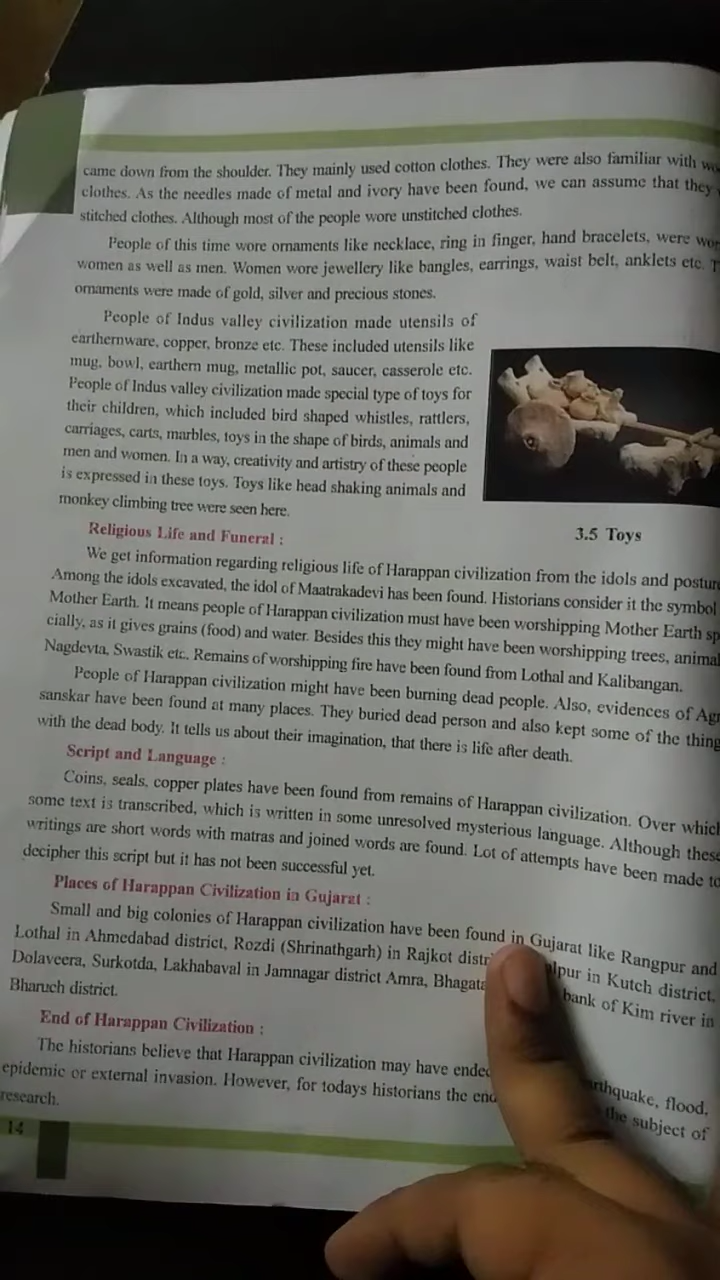 came down from the shoulder. They mainly used cotton clothes. They were also familiar with
clothes. As the needles made of metal and ivory have been found, we can assume that they
stitched clothes. Although most of the people wore unstitched clothes.
People of this time wore ornaments like necklace, ring in finger, hand bracelets, were
women as well as men. Women wore jewellery like bangles, earrings, waist belt, anklets etc.
ornaments were made of gold, silver and precious stones.
People of Indus valley civilization made utensils of
earthernware, copper, bronze etc. These included utensils like
mug, bowl, earthern mug, metallic pot, saucer, casserole etc.
People of Indus valley civilization made special type of toys for
their children, which included bird shaped whistles, rattlers,
carriages, carts, marbles, toys in the shape of birds, animals and
men and women. In a way, creativity and artistry of these people
is expressed in these toys. Toys like head shaking animals and
monkey climbing tree were seen here.
3.5 Toys
Religious Life and Funeral :
We get information regarding religious life of Harappan civilization from the idols and
Among the idols excavated, the idol of Maatrakadevi has been found. Historians consider it the symbol
Mother Earth. It means people of Harappan civilization must have been worshipping Mother Earth
cially, as it gives grains (food) and water. Besides this they might have been worshipping trees,
Nagdevta, Swastik etc. Remains of worshipping fire have been found from Lothal and Kalibangan.
People of Harappan civilization might have been burning dead people. Also, evidences of
sanskar have been found at many places. They buried dead person and also kept some of the
with the dead body. It tells us about their imagination, that there is life after death.
Script and Language :
Coins, seals, copper plates have been found from remains of Harappan civilization. Over which
some text is transcribed, which is written in some unresolved mysterious language. Although these
writings are short words with matras and joined words are found. Lot of attempts have been made to
decipher this script but it has not been successful yet.
Places of Harappan Civilization in Gujarat :
Small and big colonies of Harappan civilization have been found in Gujarat like Rangpur and
Lothal in Ahmedabad district, Rozdi (Shrinathgarh) in Rajkot in Kutch district,
Dolaveera, Surkotda, Lakhabaval in Jamnagar district Amra, bank of Kim river in
Bharuch district.
End of Harappan Civilization :
The historians believe that Harappan civilization may have flood,
epidemic or external invasion. However, for todays historians the the subject of
research.
14